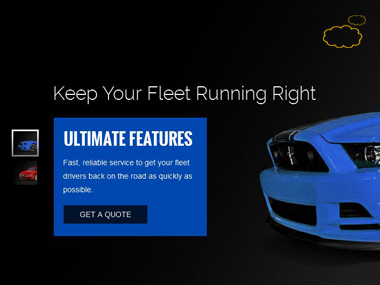 Keep Your Fleet Running Right
ULTIMATE FEATURES
Fast, reliable service to get your fleet
drivers back on the road as quickly as
possible.
GET A QUOTE